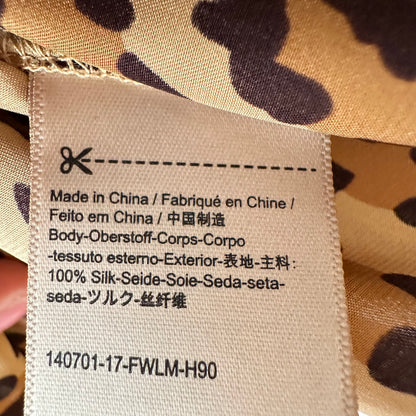 Made in China / Fabriqué en Chine /
Feito em China / 中国制造
Body-Oberstoff-Corps-Corpo
-tessuto esterno-Exterior-表地-主料:
100% Silk-Seide-Soie-Seda-seta-
seda-ツルク-丝纤维
140701-17-FWLM-H90